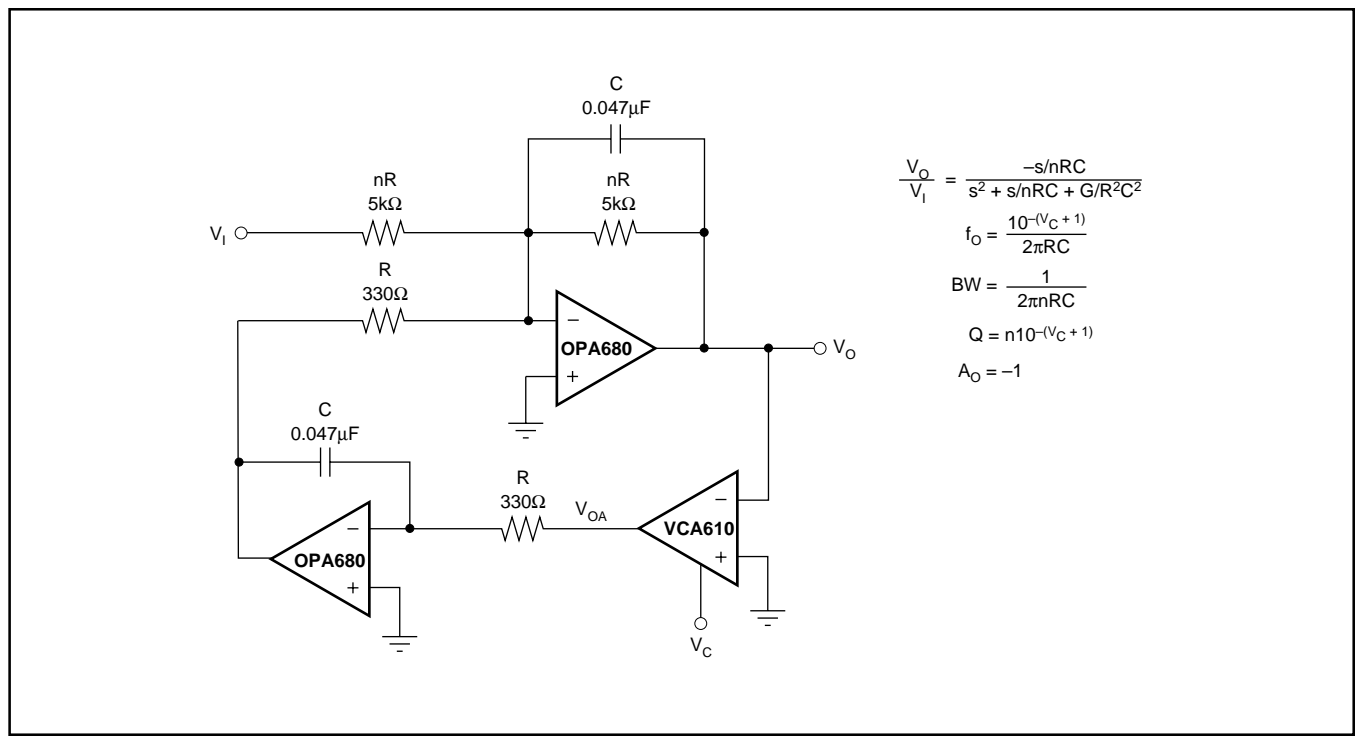 C
0.047µF
nR
5kΩ
nR
5kΩ
V_I
R
330Ω
–
OPA680
+
V_O
C
0.047µF
R
330Ω
V_OA
–
VCA610
+
–
OPA680
+
V_C
V_O/V_I = –s/nRC / s² + s/nRC + G/R²C²
f_O = 10^–(V_C + 1) / 2πRC
BW = 1 / 2πnRC
Q = n10^–(V_C + 1)
A_O = –1